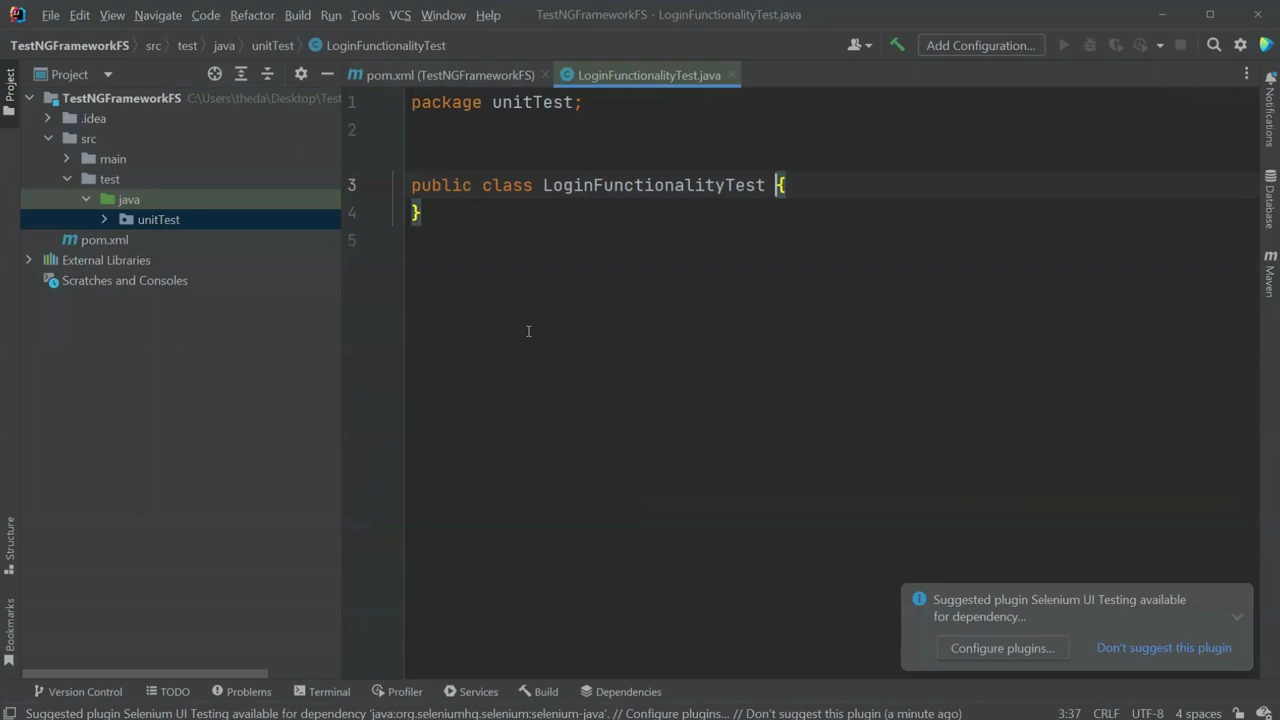 File Edit View Navigate Code Refactor Build Run Tools VCS Window Help TestNGFrameworkFS - LoginFunctionalityTest.java
TestNGFrameworkFS src test java unitTest LoginFunctionalityTest Add Configuration...
Project
Project
pom.xml (TestNGFrameworkFS)
LoginFunctionalityTest.java
TestNGFrameworkFS C:\Users\theda\Desktop\Test
.idea
src
main
test
java
unitTest
pom.xml
External Libraries
Scratches and Consoles
1 package unitTest;
2
3 public class LoginFunctionalityTest {
4 }
5
Notifications
Database
Maven
Structure
Bookmarks
Suggested plugin Selenium UI Testing available
for dependency...
Configure plugins... Don't suggest this plugin
Version Control TODO Problems Terminal Profiler Services Build Dependencies
Suggested plugin Selenium UI Testing available for dependency 'java:org.seleniumhq.selenium:selenium-java'. // Configure plugins... // Don't suggest this plugin (a minute ago) 3:37 CRLF UTF-8 4 spaces